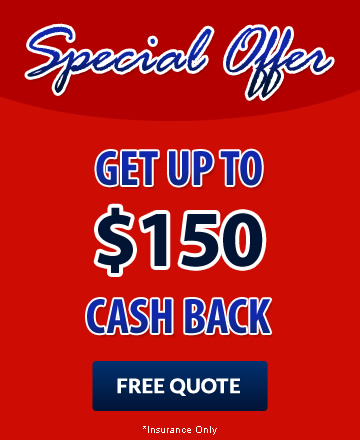 Special Offer
GET UP TO
$150
CASH BACK
FREE QUOTE
*Insurance Only